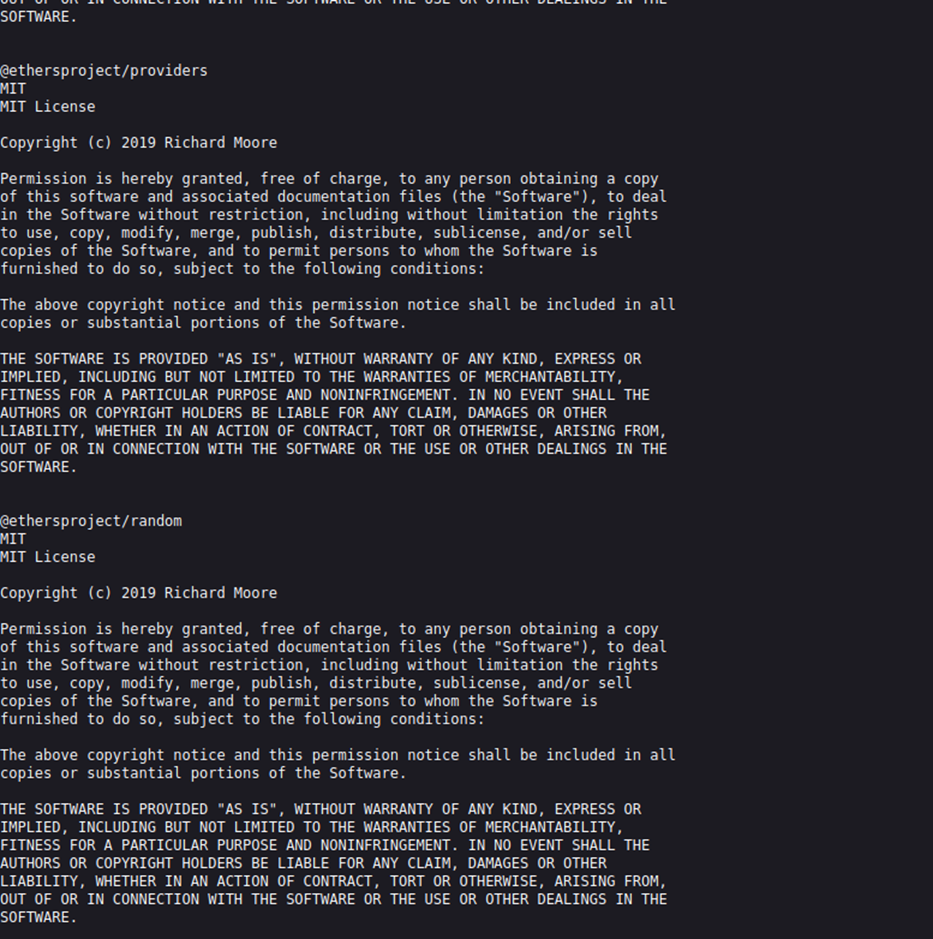 OUT OF OR IN CONNECTION WITH THE SOFTWARE OR THE USE OR OTHER DEALINGS IN THE
SOFTWARE.
@ethersproject/providers
MIT
MIT License
Copyright (c) 2019 Richard Moore
Permission is hereby granted, free of charge, to any person obtaining a copy
of this software and associated documentation files (the "Software"), to deal
in the Software without restriction, including without limitation the rights
to use, copy, modify, merge, publish, distribute, sublicense, and/or sell
copies of the Software, and to permit persons to whom the Software is
furnished to do so, subject to the following conditions:
The above copyright notice and this permission notice shall be included in all
copies or substantial portions of the Software.
THE SOFTWARE IS PROVIDED "AS IS", WITHOUT WARRANTY OF ANY KIND, EXPRESS OR
IMPLIED, INCLUDING BUT NOT LIMITED TO THE WARRANTIES OF MERCHANTABILITY,
FITNESS FOR A PARTICULAR PURPOSE AND NONINFRINGEMENT. IN NO EVENT SHALL THE
AUTHORS OR COPYRIGHT HOLDERS BE LIABLE FOR ANY CLAIM, DAMAGES OR OTHER
LIABILITY, WHETHER IN AN ACTION OF CONTRACT, TORT OR OTHERWISE, ARISING FROM,
OUT OF OR IN CONNECTION WITH THE SOFTWARE OR THE USE OR OTHER DEALINGS IN THE
SOFTWARE.
@ethersproject/random
MIT
MIT License
Copyright (c) 2019 Richard Moore
Permission is hereby granted, free of charge, to any person obtaining a copy
of this software and associated documentation files (the "Software"), to deal
in the Software without restriction, including without limitation the rights
to use, copy, modify, merge, publish, distribute, sublicense, and/or sell
copies of the Software, and to permit persons to whom the Software is
furnished to do so, subject to the following conditions:
The above copyright notice and this permission notice shall be included in all
copies or substantial portions of the Software.
THE SOFTWARE IS PROVIDED "AS IS", WITHOUT WARRANTY OF ANY KIND, EXPRESS OR
IMPLIED, INCLUDING BUT NOT LIMITED TO THE WARRANTIES OF MERCHANTABILITY,
FITNESS FOR A PARTICULAR PURPOSE AND NONINFRINGEMENT. IN NO EVENT SHALL THE
AUTHORS OR COPYRIGHT HOLDERS BE LIABLE FOR ANY CLAIM, DAMAGES OR OTHER
LIABILITY, WHETHER IN AN ACTION OF CONTRACT, TORT OR OTHERWISE, ARISING FROM,
OUT OF OR IN CONNECTION WITH THE SOFTWARE OR THE USE OR OTHER DEALINGS IN THE
SOFTWARE.